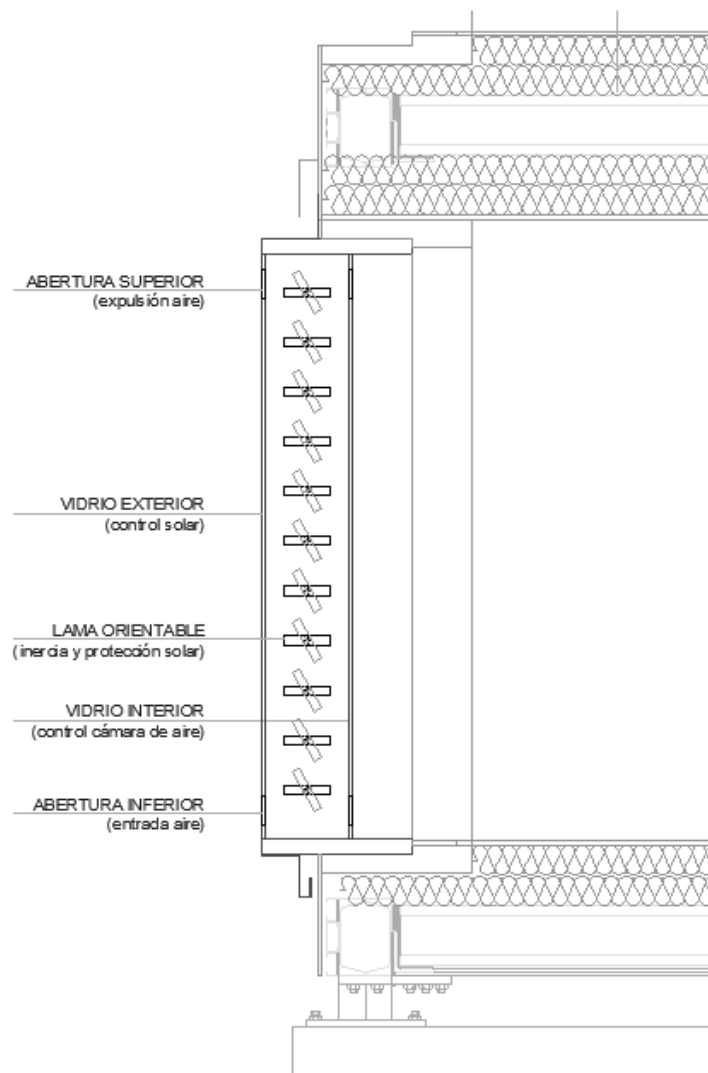 ABERTURA SUPERIOR
(expulsión aire)
VIDRIO EXTERIOR
(control solar)
LAMA ORIENTABLE
(inercia y protección solar)
VIDRIO INTERIOR
(control cámara de aire)
ABERTURA INFERIOR
(entrada aire)